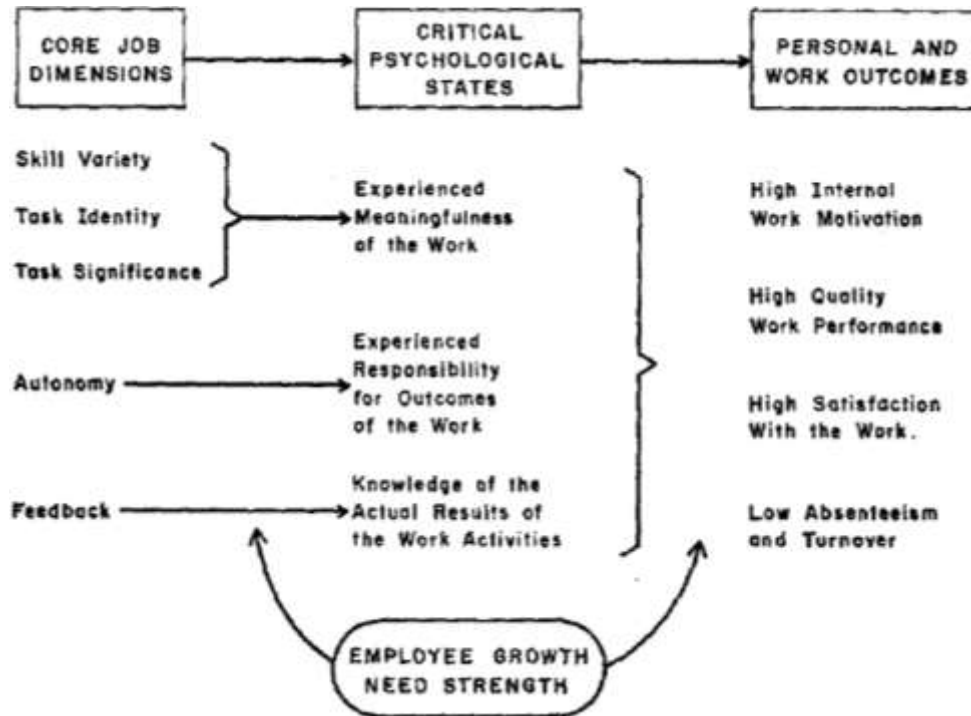 CORE JOB
DIMENSIONS
CRITICAL
PSYCHOLOGICAL
STATES
PERSONAL AND
WORK OUTCOMES
Skill Variety
Task Identity
Task Significance
Experienced
Meaningfulness
of the Work
High Internal
Work Motivation
High Quality
Work Performance
Autonomy
Experienced
Responsibility
for Outcomes
of the Work
High Satisfaction
With the Work.
Feedback
Knowledge of the
Actual Results of
the Work Activities
Low Absenteeism
and Turnover
EMPLOYEE GROWTH
NEED STRENGTH